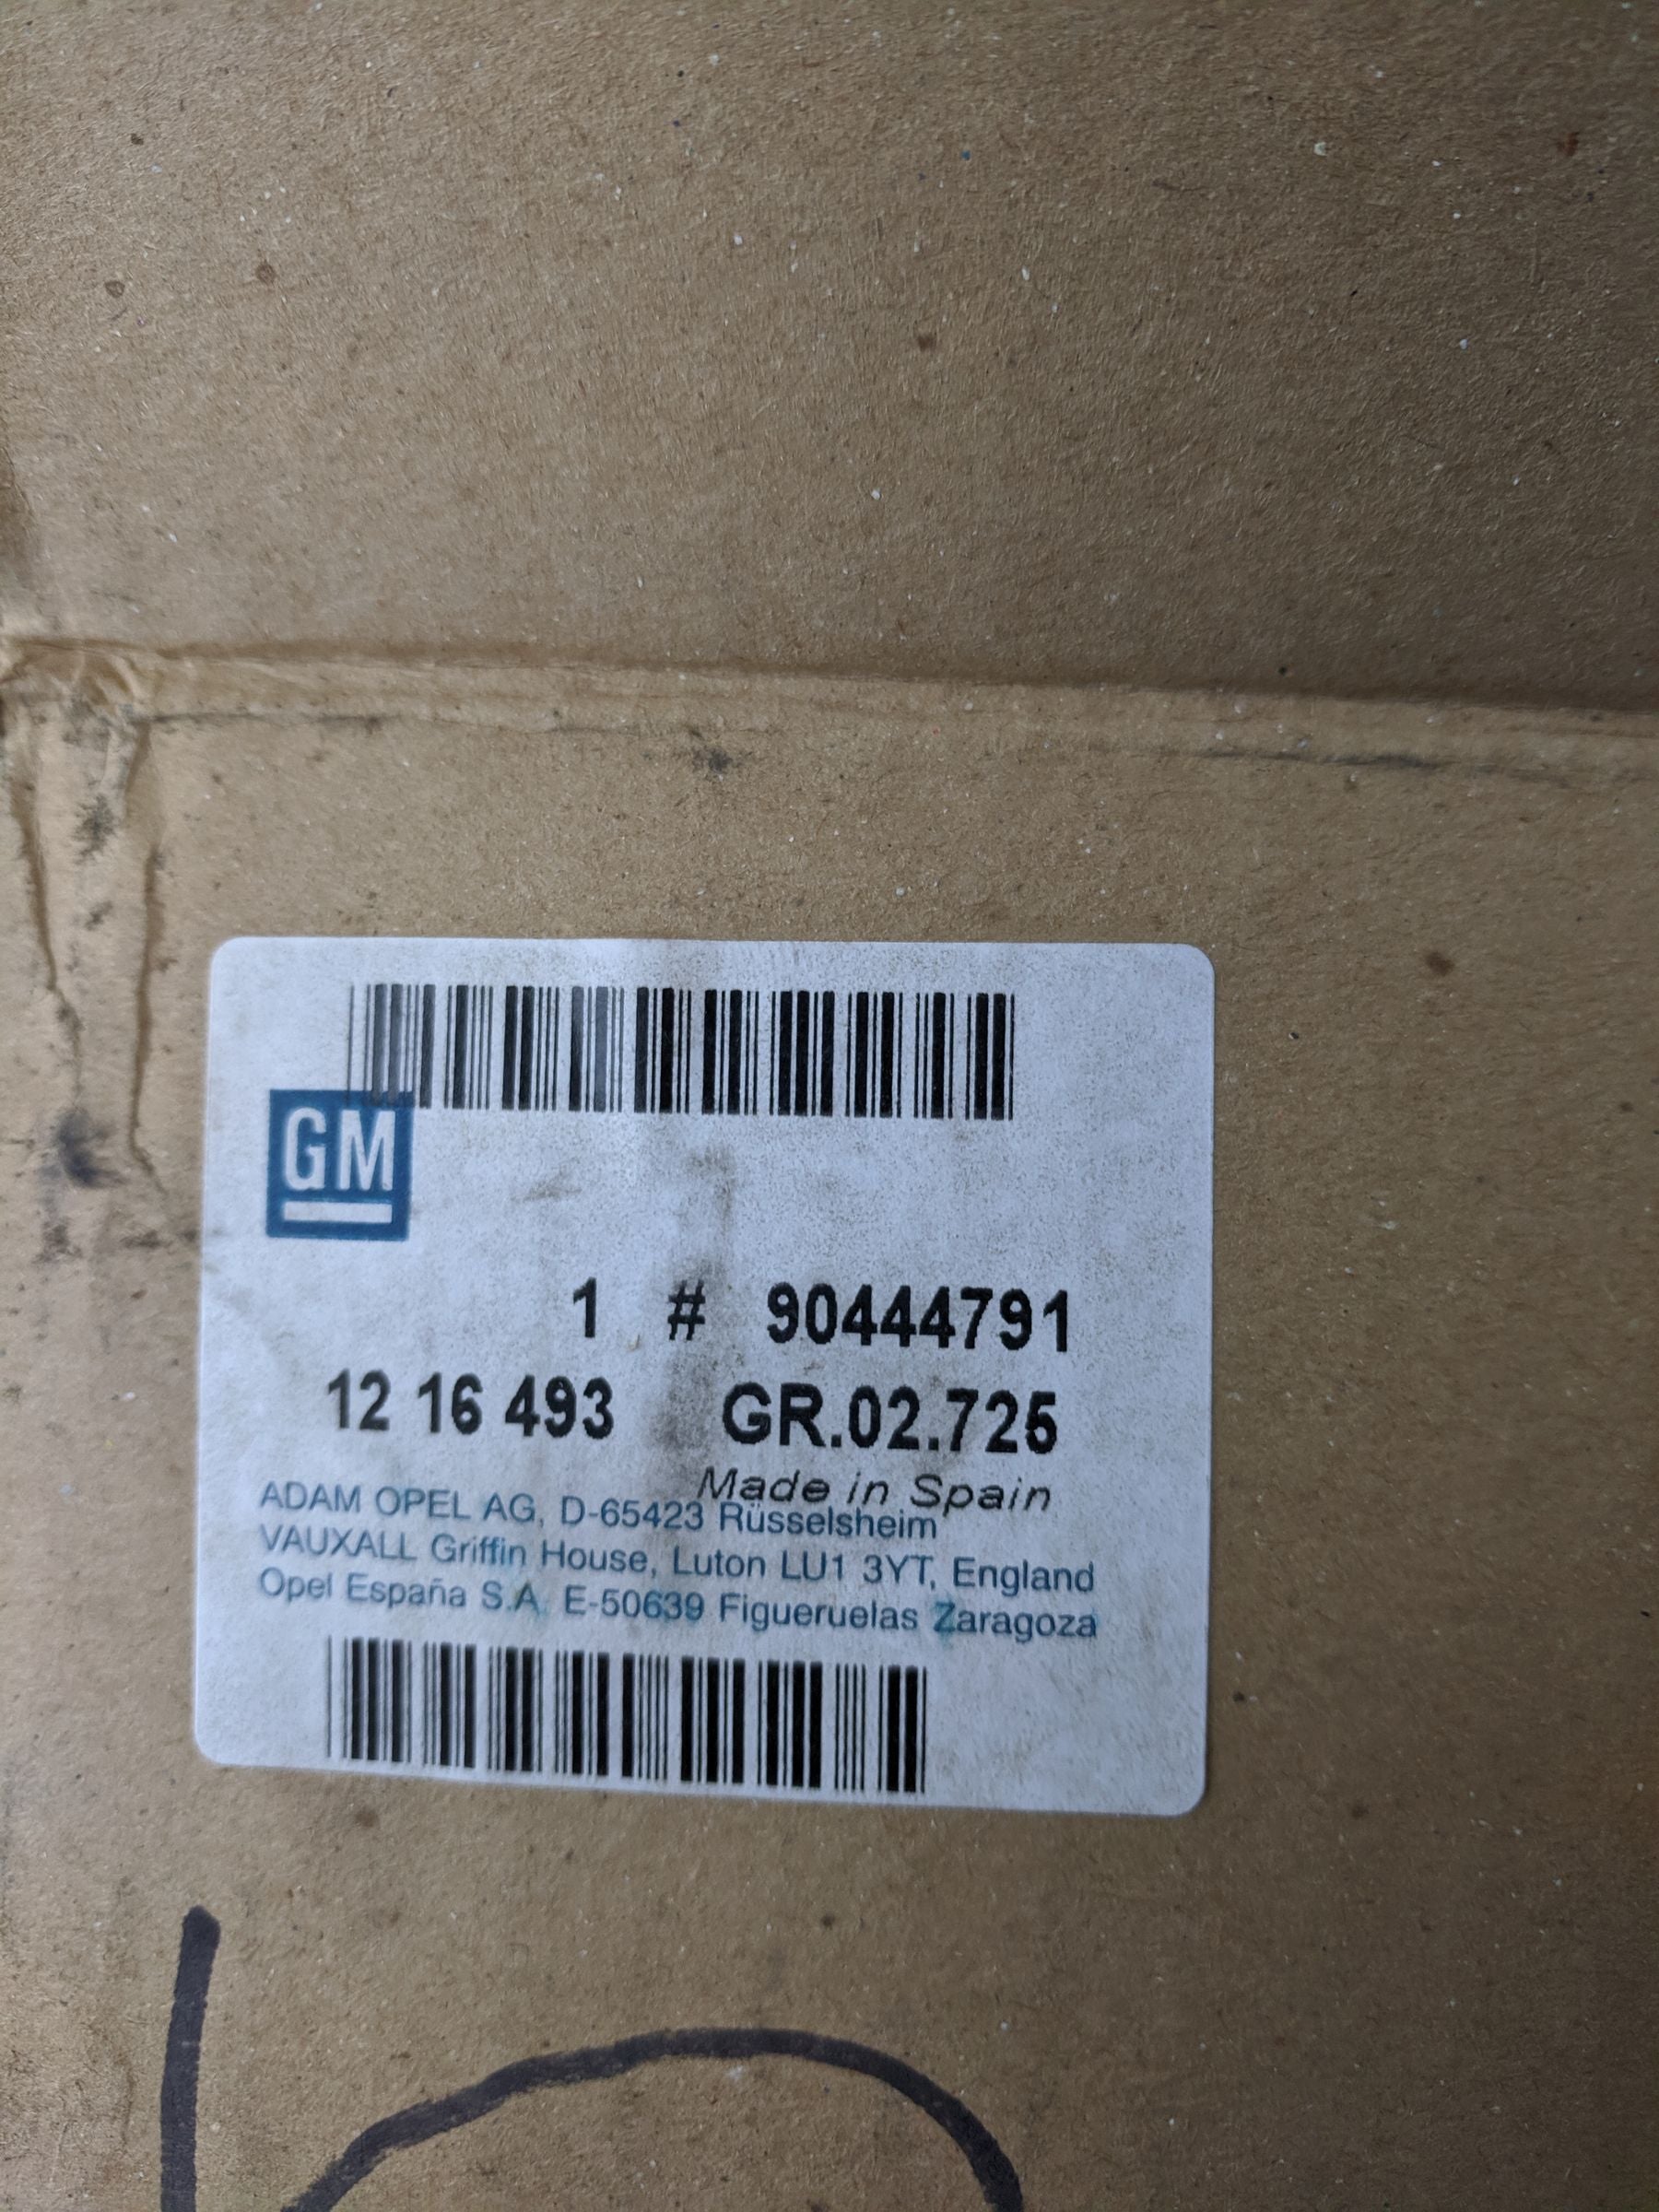 GM
1 # 90444791
12 16 493 GR.02.725
Made in Spain
ADAM OPEL AG, D-65423 Rüsselsheim
VAUXALL Griffin House, Luton LU1 3YT, England
Opel España S.A. E-50639 Figueruelas Zaragoza